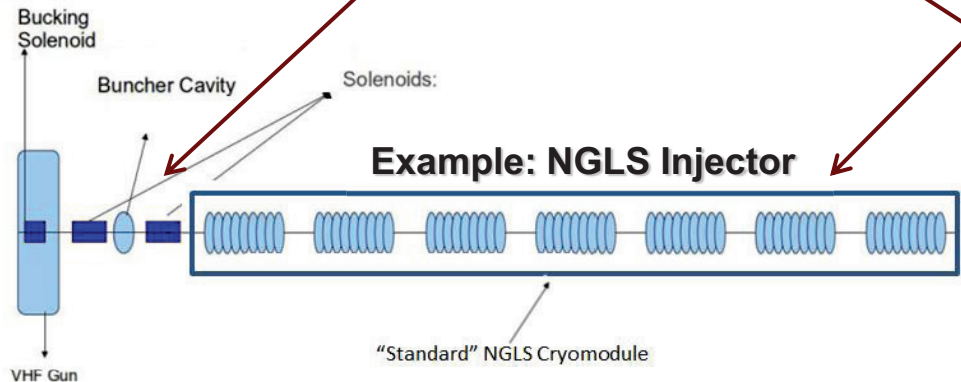 Bucking
Solenoid
Buncher Cavity
Solenoids:
Example: NGLS Injector
"Standard" NGLS Cryomodule
VHF Gun